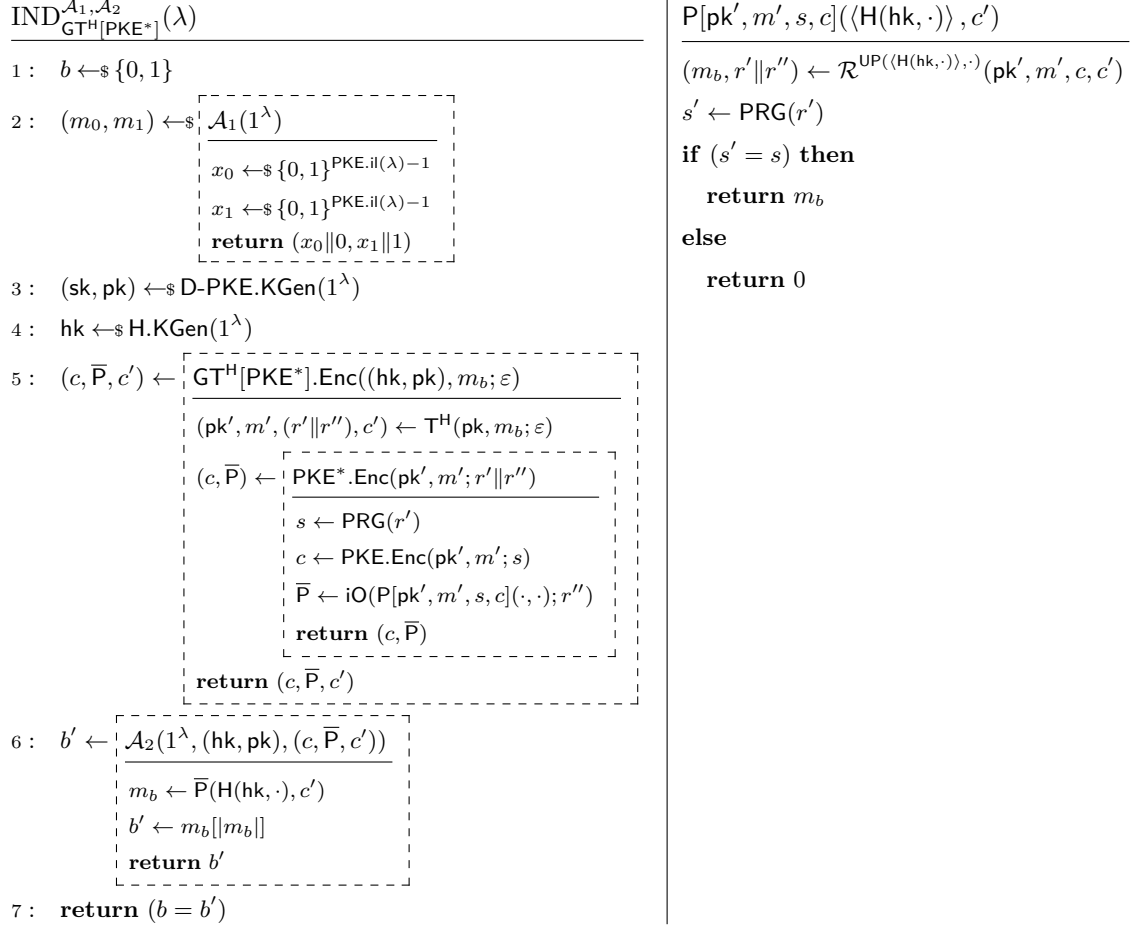 IND^{𝒜₁,𝒜₂}_{GT^H[PKE*]}(λ)
1 : b ←$ {0, 1}
2 : (m₀, m₁) ←$ 𝒜₁(1^λ)
x₀ ←$ {0, 1}^{PKE.il(λ)−1}
x₁ ←$ {0, 1}^{PKE.il(λ)−1}
return (x₀‖0, x₁‖1)
3 : (sk, pk) ←$ D-PKE.KGen(1^λ)
4 : hk ←$ H.KGen(1^λ)
5 : (c, P̅, c′) ← GT^H[PKE*].Enc((hk, pk), m_b; ε)
(pk′, m′, (r′‖r″), c′) ← T^H(pk, m_b; ε)
(c, P̅) ← PKE*.Enc(pk′, m′; r′‖r″)
s ← PRG(r′)
c ← PKE.Enc(pk′, m′; s)
P̅ ← iO(P[pk′, m′, s, c](·, ·); r″)
return (c, P̅)
return (c, P̅, c′)
6 : b′ ← 𝒜₂(1^λ, (hk, pk), (c, P̅, c′))
m_b ← P̅(H(hk, ·), c′)
b′ ← m_b[|m_b|]
return b′
7 : return (b = b′)
P[pk′, m′, s, c](⟨H(hk, ·)⟩, c′)
(m_b, r′‖r″) ← ℛ^{UP(⟨H(hk,·)⟩,·)}(pk′, m′, c, c′)
s′ ← PRG(r′)
if (s′ = s) then
return m_b
else
return 0